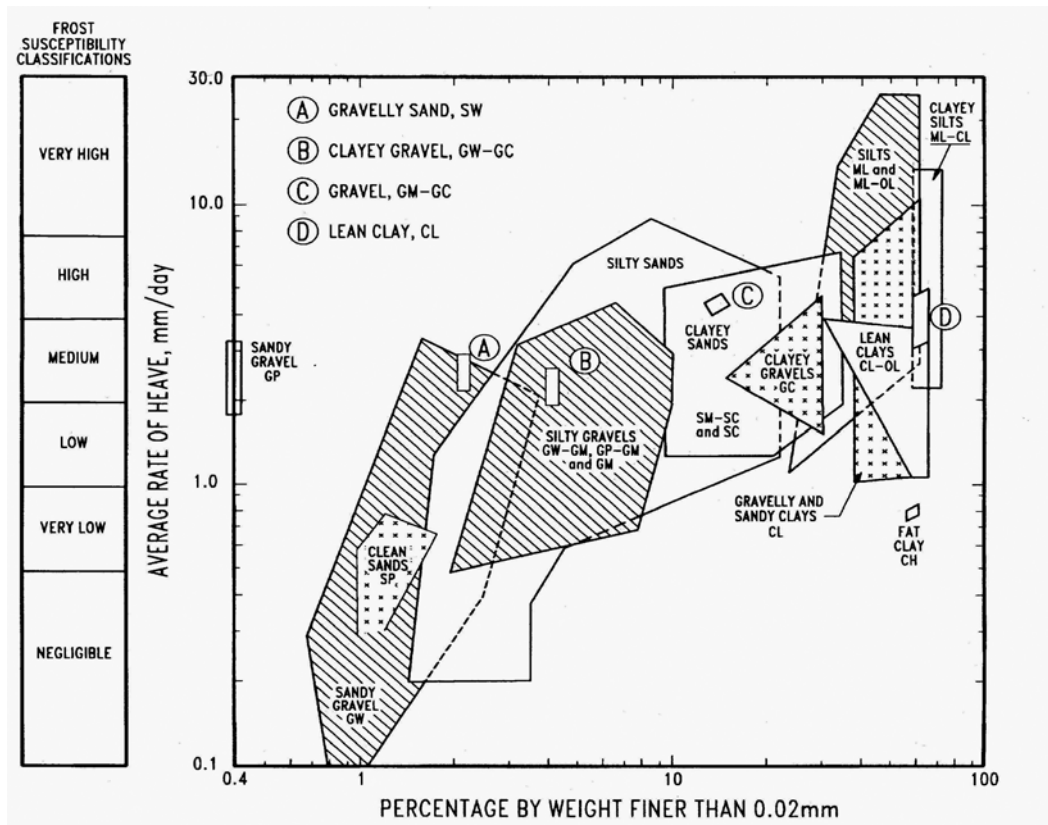 FROST
SUSCEPTIBILITY
CLASSIFICATIONS
VERY HIGH
HIGH
MEDIUM
LOW
VERY LOW
NEGLIGIBLE
AVERAGE RATE OF HEAVE, mm/day
30.0
10.0
1.0
0.1
0.4
1
10
100
PERCENTAGE BY WEIGHT FINER THAN 0.02mm
A GRAVELLY SAND, SW
B CLAYEY GRAVEL, GW-GC
C GRAVEL, GM-GC
D LEAN CLAY, CL
SANDY
GRAVEL
GP
A
B
C
D
SILTY SANDS
SILTS
ML and
ML-OL
CLAYEY
SILTS
ML-CL
CLAYEY
SANDS
CLAYEY
GRAVELS
GC
LEAN
CLAYS
CL-OL
SM-SC
and SC
SILTY GRAVELS
GW-GM, GP-GM
and GM
GRAVELLY AND
SANDY CLAYS
CL
FAT
CLAY
CH
CLEAN
SANDS
SP
SANDY
GRAVEL
GW